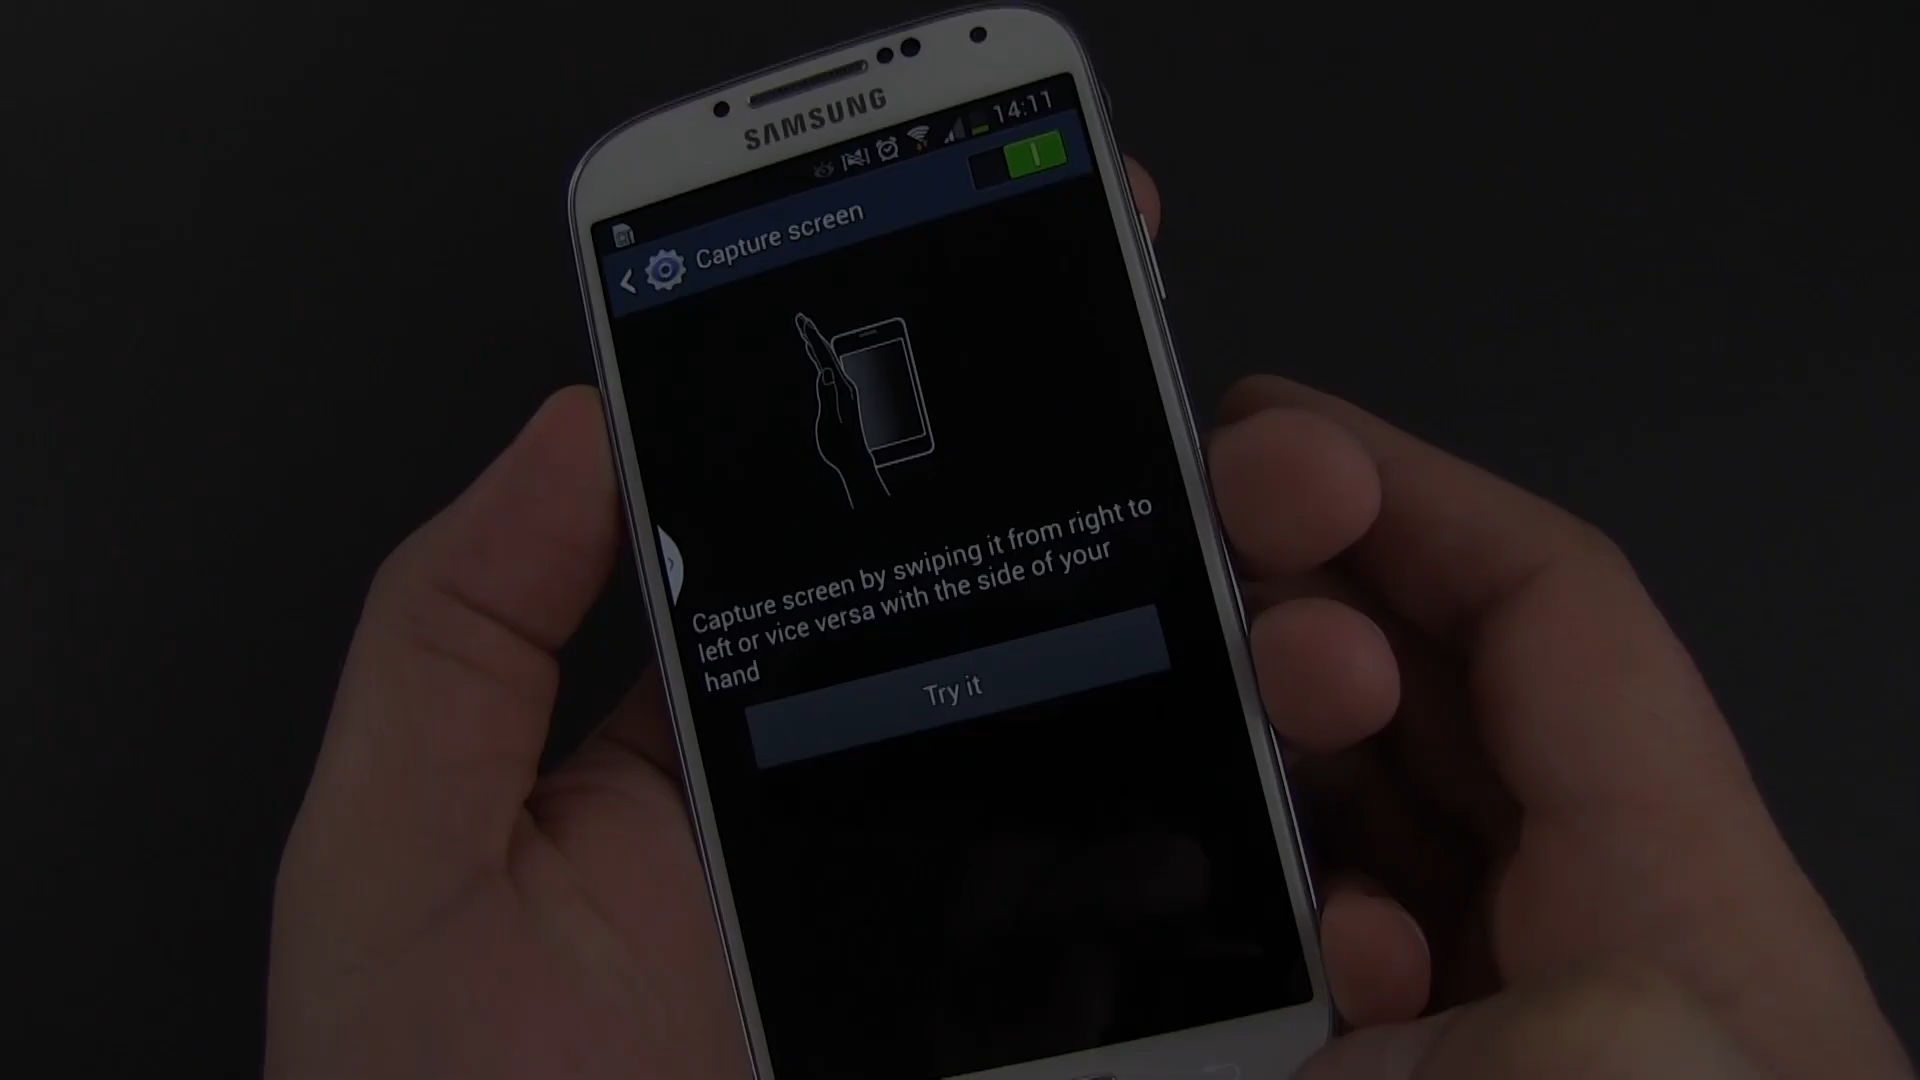 SAMSUNG
14:11
Capture screen
Capture screen by swiping it from right to
left or vice versa with the side of your
hand
Try it